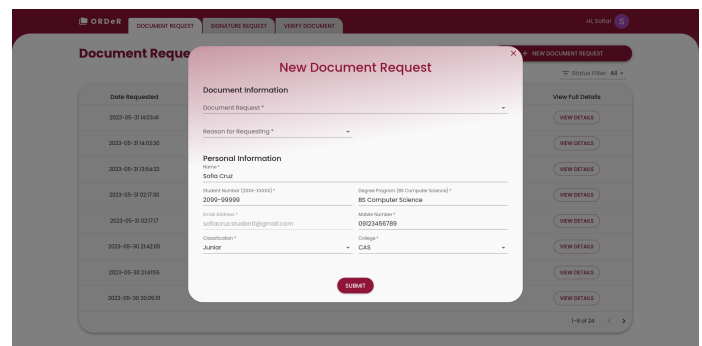 ORDeR
DOCUMENT REQUEST
SIGNATURE REQUEST
VERIFY DOCUMENT
Hi, Sofia!
S
Document Reque
+ NEW DOCUMENT REQUEST
Status Filter: All
Date Requested
View Full Details
2023-05-31 14:03:41
VIEW DETAILS
2023-05-31 14:03:30
VIEW DETAILS
2023-05-31 13:54:33
VIEW DETAILS
2023-05-31 02:17:30
VIEW DETAILS
2023-05-31 02:17:17
VIEW DETAILS
2023-05-30 21:42:05
VIEW DETAILS
2023-05-30 21:41:55
VIEW DETAILS
2023-05-30 20:05:01
VIEW DETAILS
1-8 of 24
New Document Request
Document Information
Document Request *
Reason for Requesting *
Personal Information
Name *
Sofia Cruz
Student Number (20XX-XXXXX) *
2099-99999
Degree Program (BS Computer Science) *
BS Computer Science
Email Address *
sofiacruz.student1@gmail.com
Mobile Number *
09123456789
Classification *
Junior
College *
CAS
SUBMIT